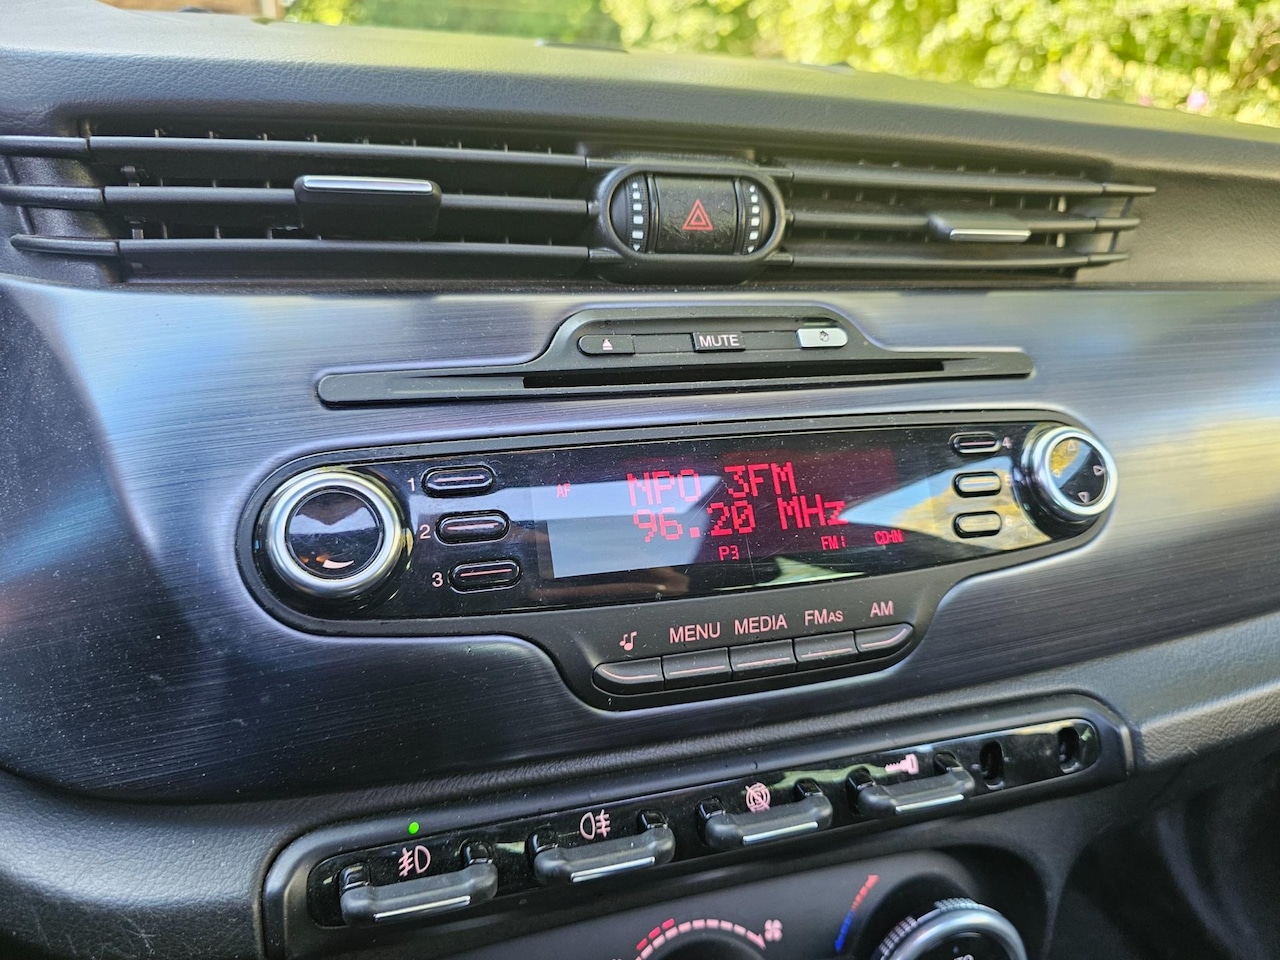 MUTE
1
2
3
4
AF
NPO 3FM
96.20 MHz
P3 FM1 CD-IN
MENU MEDIA FMAS AM